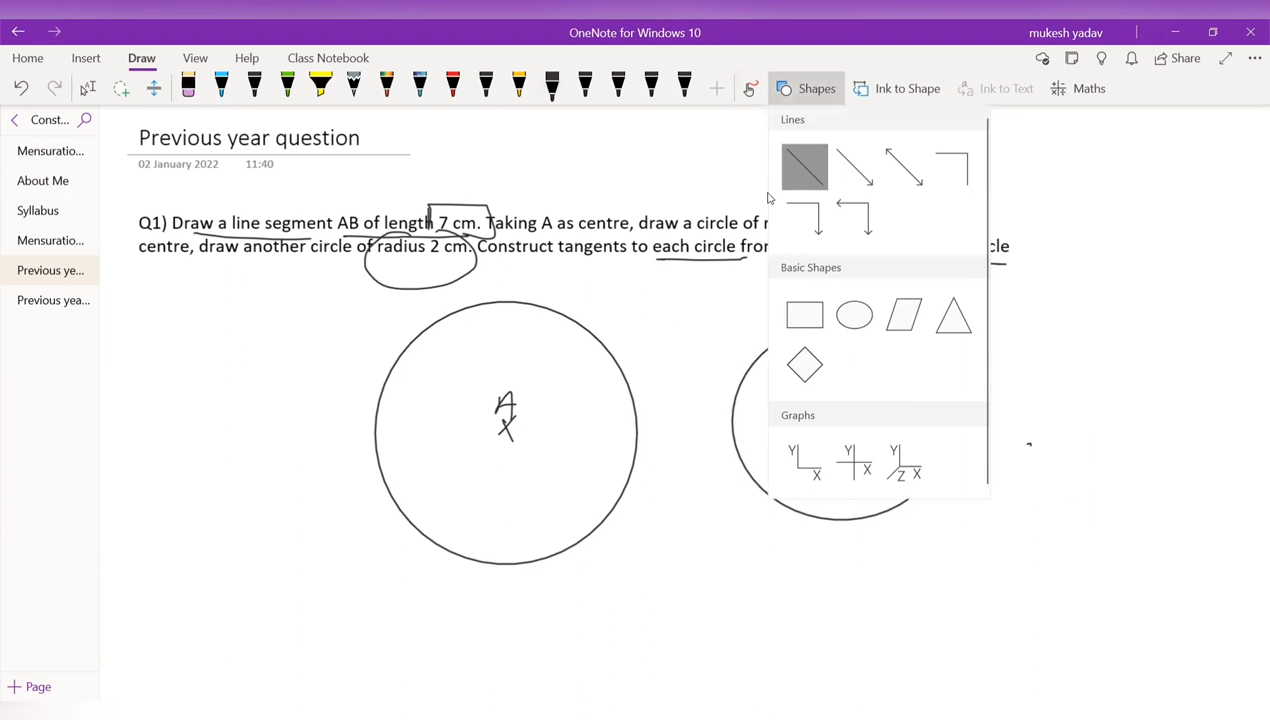 OneNote for Windows 10
mukesh yadav
Home
Insert
Draw
View
Help
Class Notebook
Share
Shapes
Ink to Shape
Ink to Text
Maths
Const...
Mensuratio...
About Me
Syllabus
Mensuratio...
Previous ye...
Previous yea...
Page
Previous year question
02 January 2022 11:40
Q1) Draw a line segment AB of length 7 cm. Taking A as centre, draw a circle of
centre, draw another circle of radius 2 cm. Construct tangents to each circle
A
X
Lines
Basic Shapes
Graphs
Y X
Y X
Y Z X